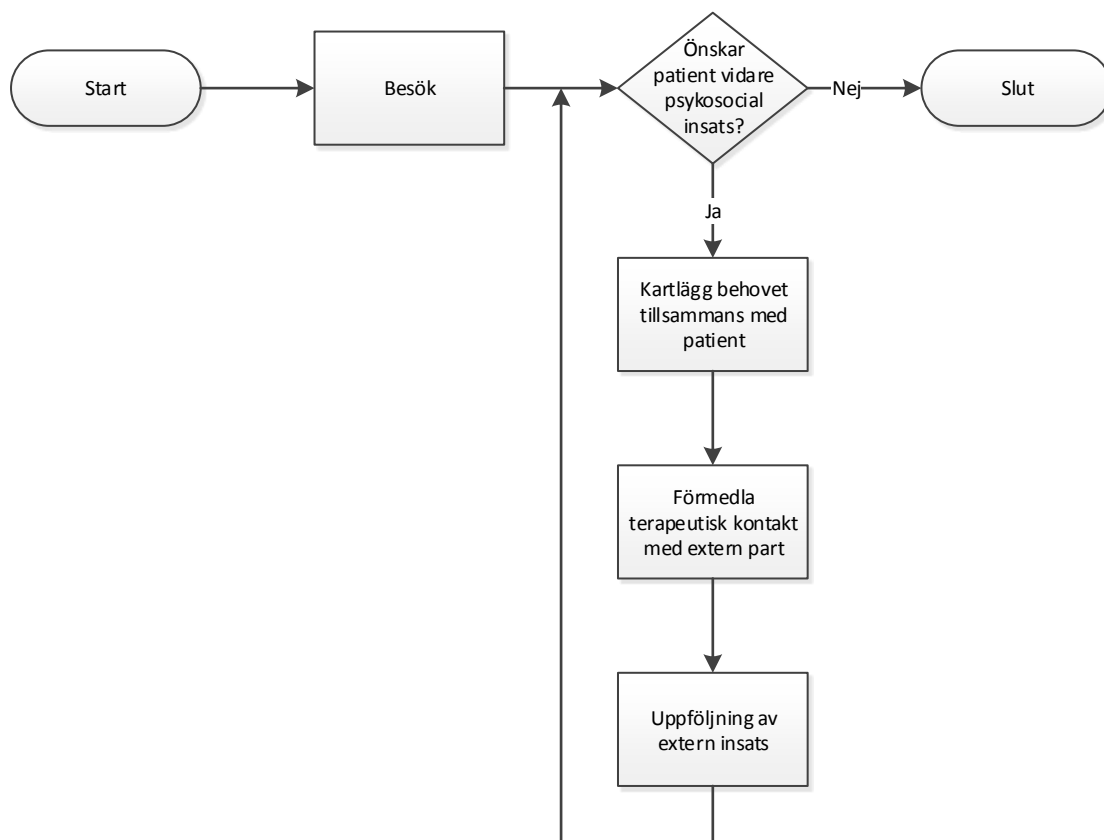 Start
Besök
Önskar
patient vidare
psykosocial
insats?
Nej
Slut
Ja
Kartlägg behovet
tillsammans med
patient
Förmedla
terapeutisk kontakt
med extern part
Uppföljning av
extern insats